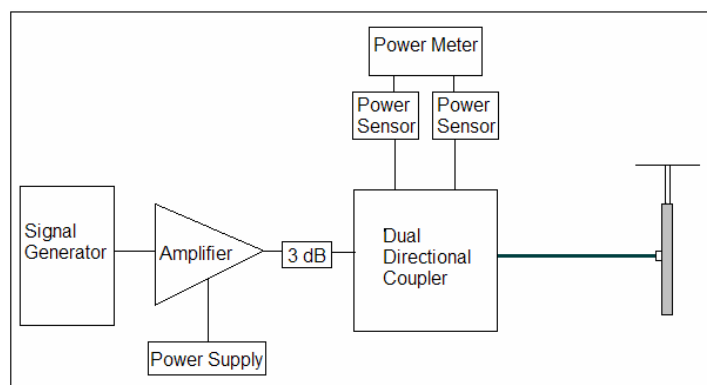 Power Meter
Power
Sensor
Power
Sensor
Signal
Generator
Amplifier
3 dB
Dual
Directional
Coupler
Power Supply